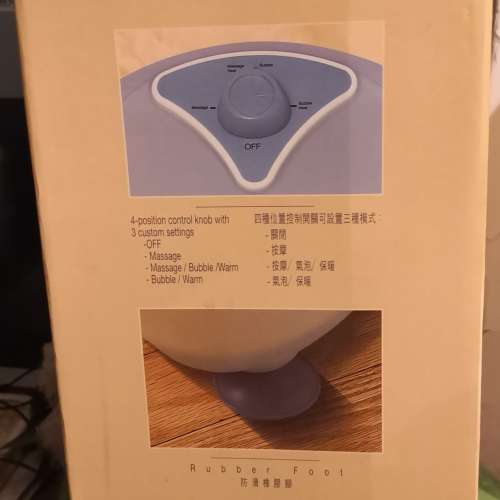 Massage
Heat
Bubble
Massage
Bubble
Heat
OFF
4-position control knob with
3 custom settings
-OFF
- Massage
- Massage / Bubble /Warm
- Bubble / Warm
四種位置控制開關可設置三種模式：
- 關閉
- 按摩
- 按摩/ 氣泡/ 保暖
- 氣泡/ 保暖
Rubber Foot
防滑橡膠腳